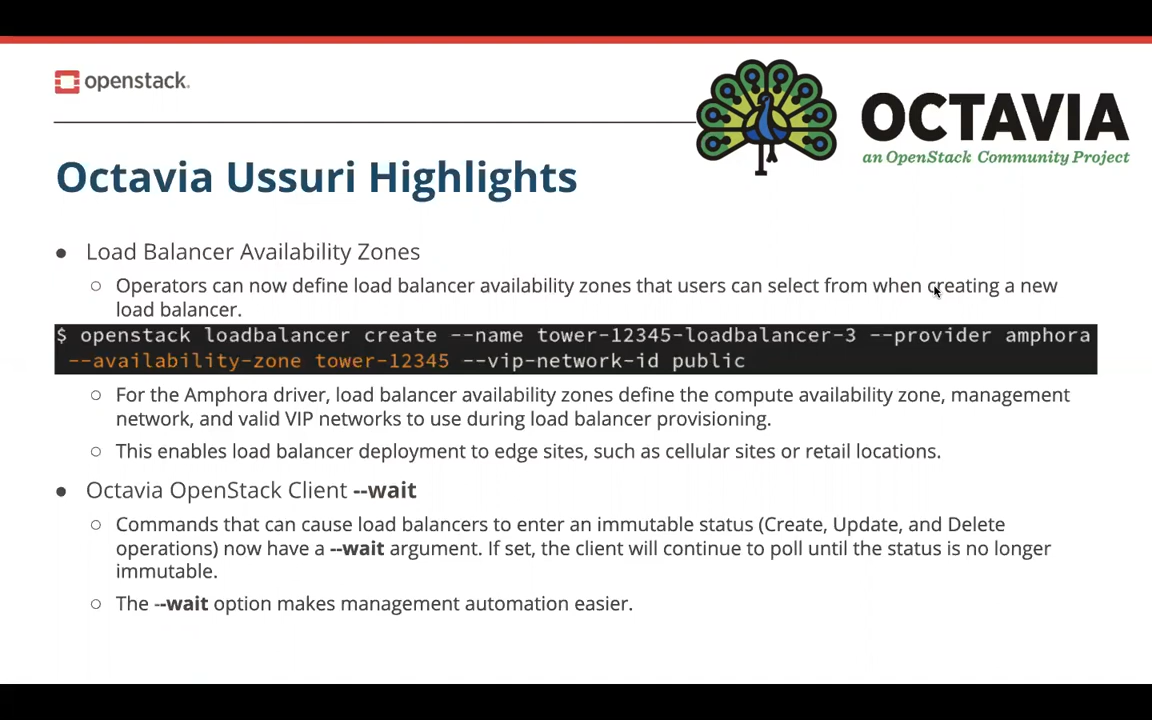 openstack.
OCTAVIA
an OpenStack Community Project
Octavia Ussuri Highlights
● Load Balancer Availability Zones
○ Operators can now define load balancer availability zones that users can select from when creating a new
load balancer.
$ openstack loadbalancer create --name tower-12345-loadbalancer-3 --provider amphora
--availability-zone tower-12345 --vip-network-id public
○ For the Amphora driver, load balancer availability zones define the compute availability zone, management
network, and valid VIP networks to use during load balancer provisioning.
○ This enables load balancer deployment to edge sites, such as cellular sites or retail locations.
● Octavia OpenStack Client --wait
○ Commands that can cause load balancers to enter an immutable status (Create, Update, and Delete
operations) now have a --wait argument. If set, the client will continue to poll until the status is no longer
immutable.
○ The --wait option makes management automation easier.